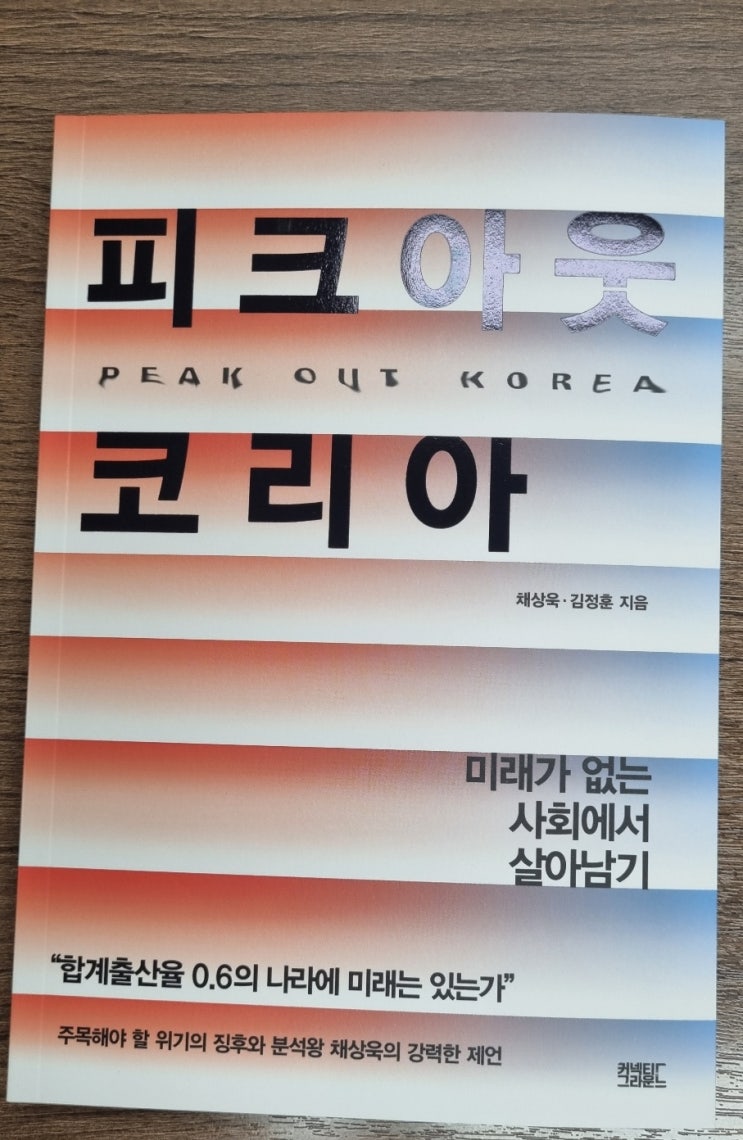 피크아웃
PEAK OUT KOREA
코리아
채상욱·김정훈 지음
미래가 없는
사회에서
살아남기
“합계출산율 0.6의 나라에 미래는 있는가”
주목해야 할 위기의 징후와 분석왕 채상욱의 강력한 제언
커넥티드
그라운드